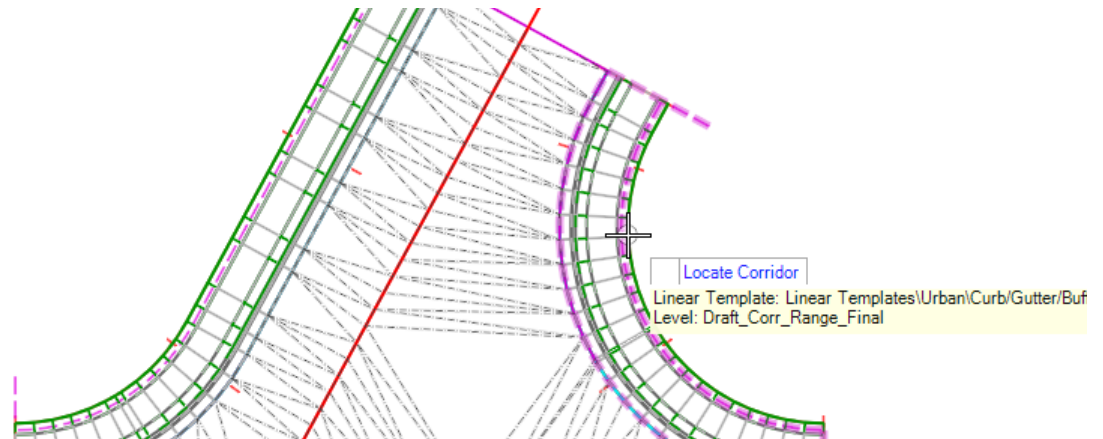 Locate Corridor
Linear Template: Linear Templates\Urban\Curb/Gutter/Buf
Level: Draft_Corr_Range_Final